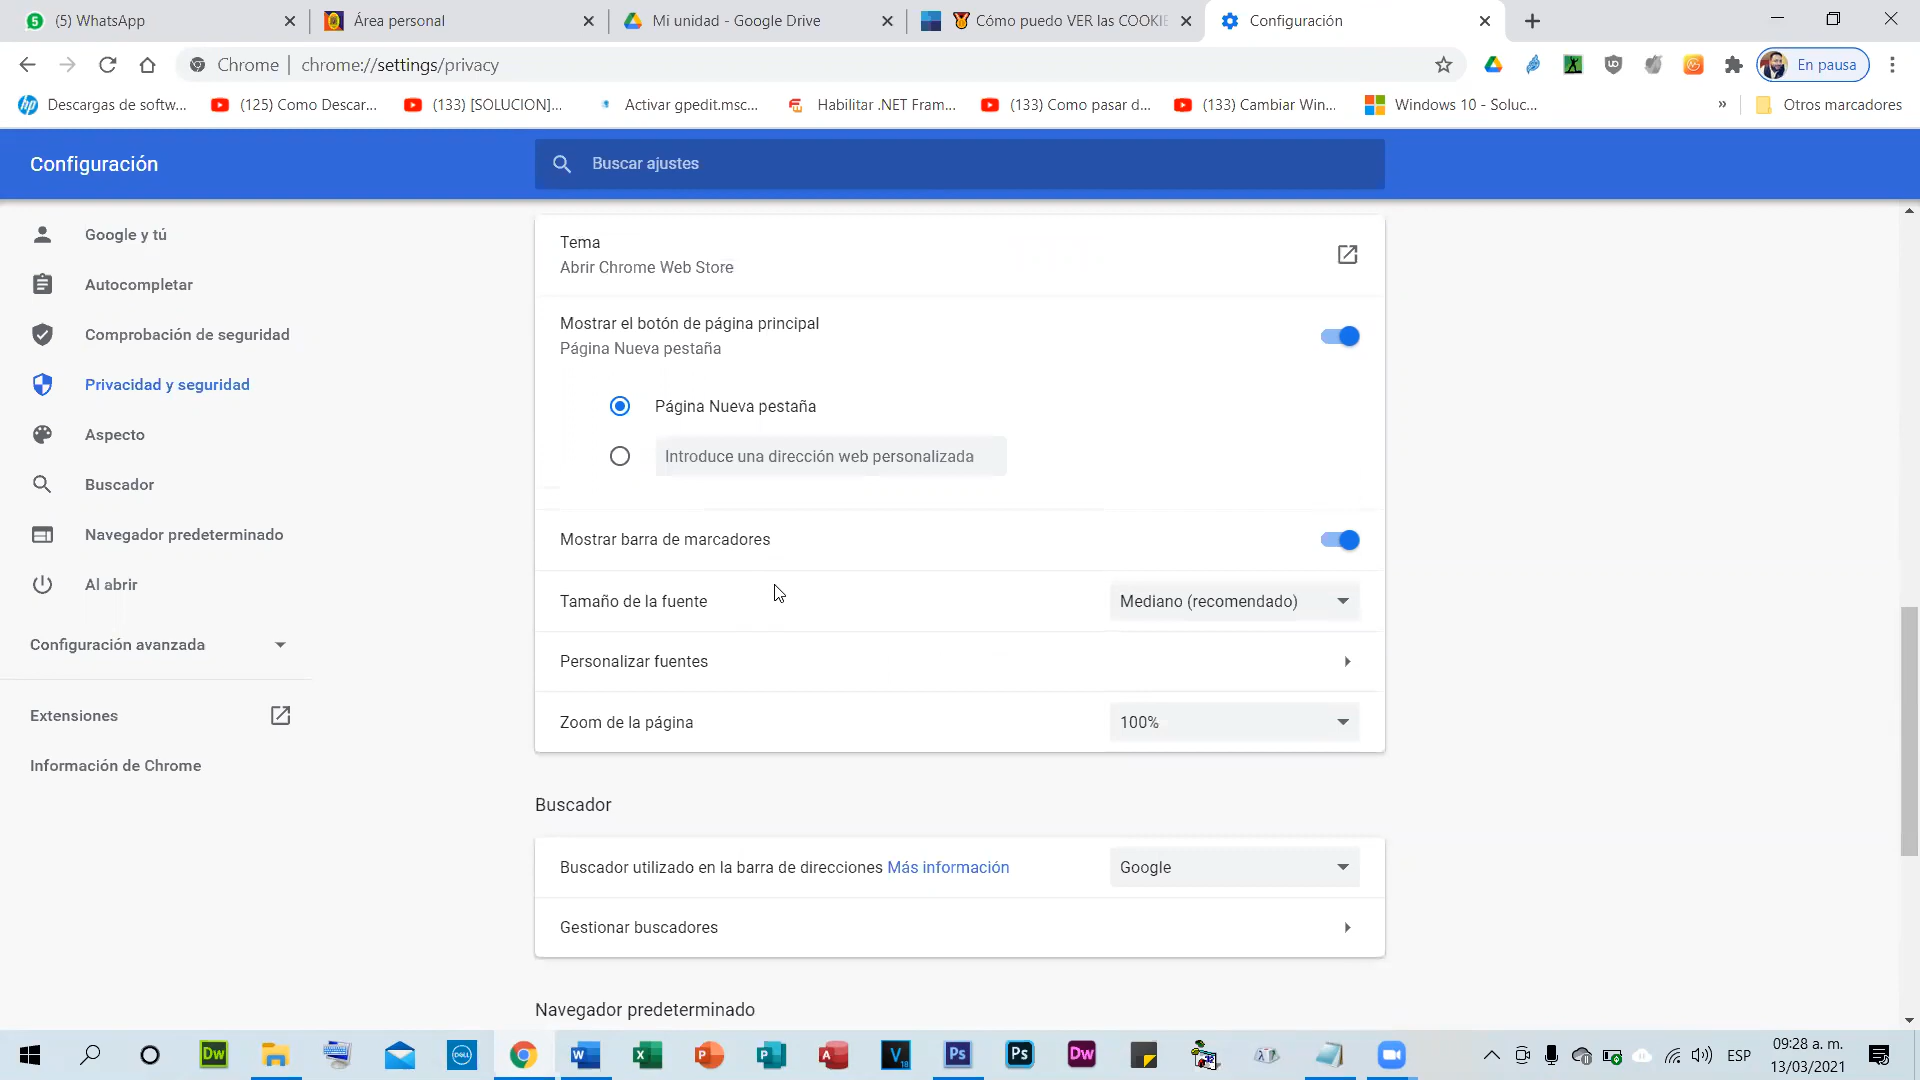 (5) WhatsApp
Área personal
Mi unidad - Google Drive
Cómo puedo VER las COOKIE
Configuración
Chrome | chrome://settings/privacy
En pausa
Descargas de softw...
(125) Como Descar...
(133) [SOLUCION]...
Activar gpedit.msc...
Habilitar .NET Fram...
(133) Como pasar d...
(133) Cambiar Win...
Windows 10 - Soluc...
»
Otros marcadores
Configuración
Buscar ajustes
Google y tú
Autocompletar
Comprobación de seguridad
Privacidad y seguridad
Aspecto
Buscador
Navegador predeterminado
Al abrir
Configuración avanzada
Extensiones
Información de Chrome
Tema
Abrir Chrome Web Store
Mostrar el botón de página principal
Página Nueva pestaña
Página Nueva pestaña
Introduce una dirección web personalizada
Mostrar barra de marcadores
Tamaño de la fuente
Mediano (recomendado)
Personalizar fuentes
Zoom de la página
100%
Buscador
Buscador utilizado en la barra de direcciones Más información
Google
Gestionar buscadores
Navegador predeterminado
ESP
09:28 a. m.
13/03/2021